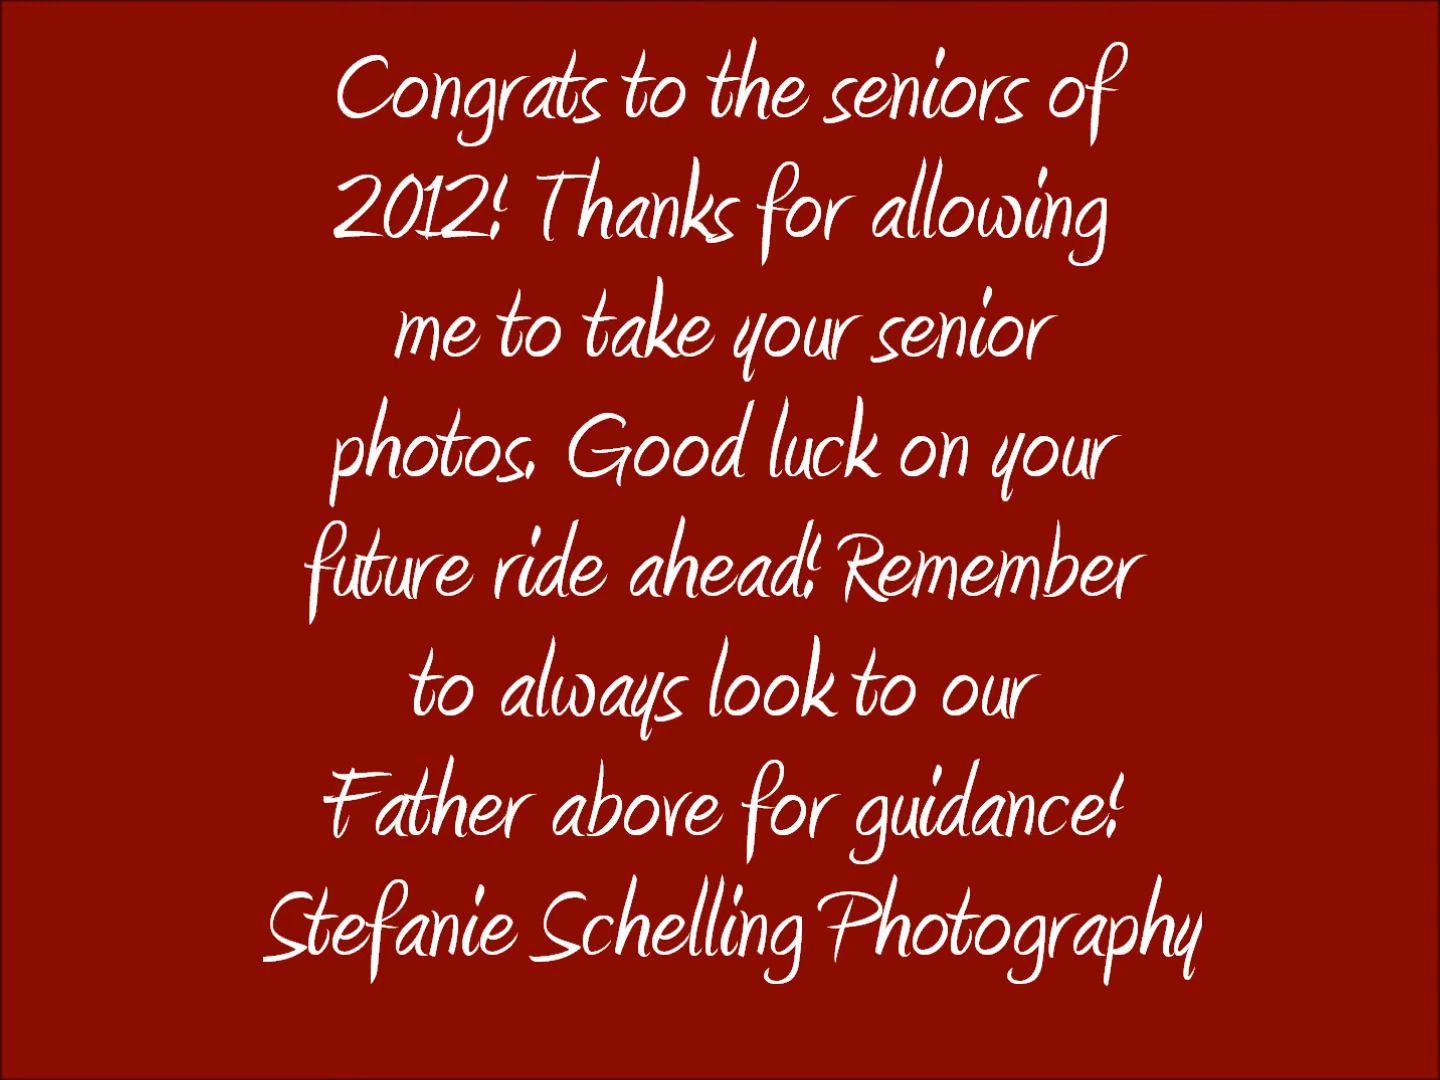 Congrats to the seniors of
2012! Thanks for allowing
me to take your senior
photos. Good luck on your
future ride ahead! Remember
to always look to our
Father above for guidance!
Stefanie Schelling Photography